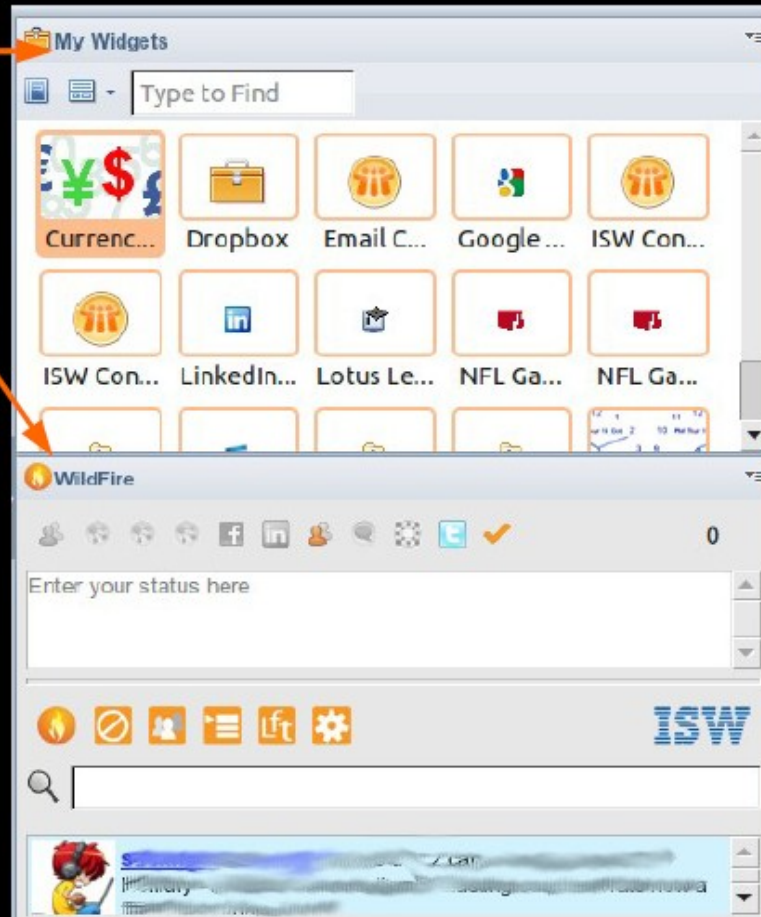 My Widgets
Type to Find
Currenc... Dropbox Email C... Google ... ISW Con...
ISW Con... LinkedIn... Lotus Le... NFL Ga... NFL Ga...
WildFire
0
Enter your status here
Lft ISW